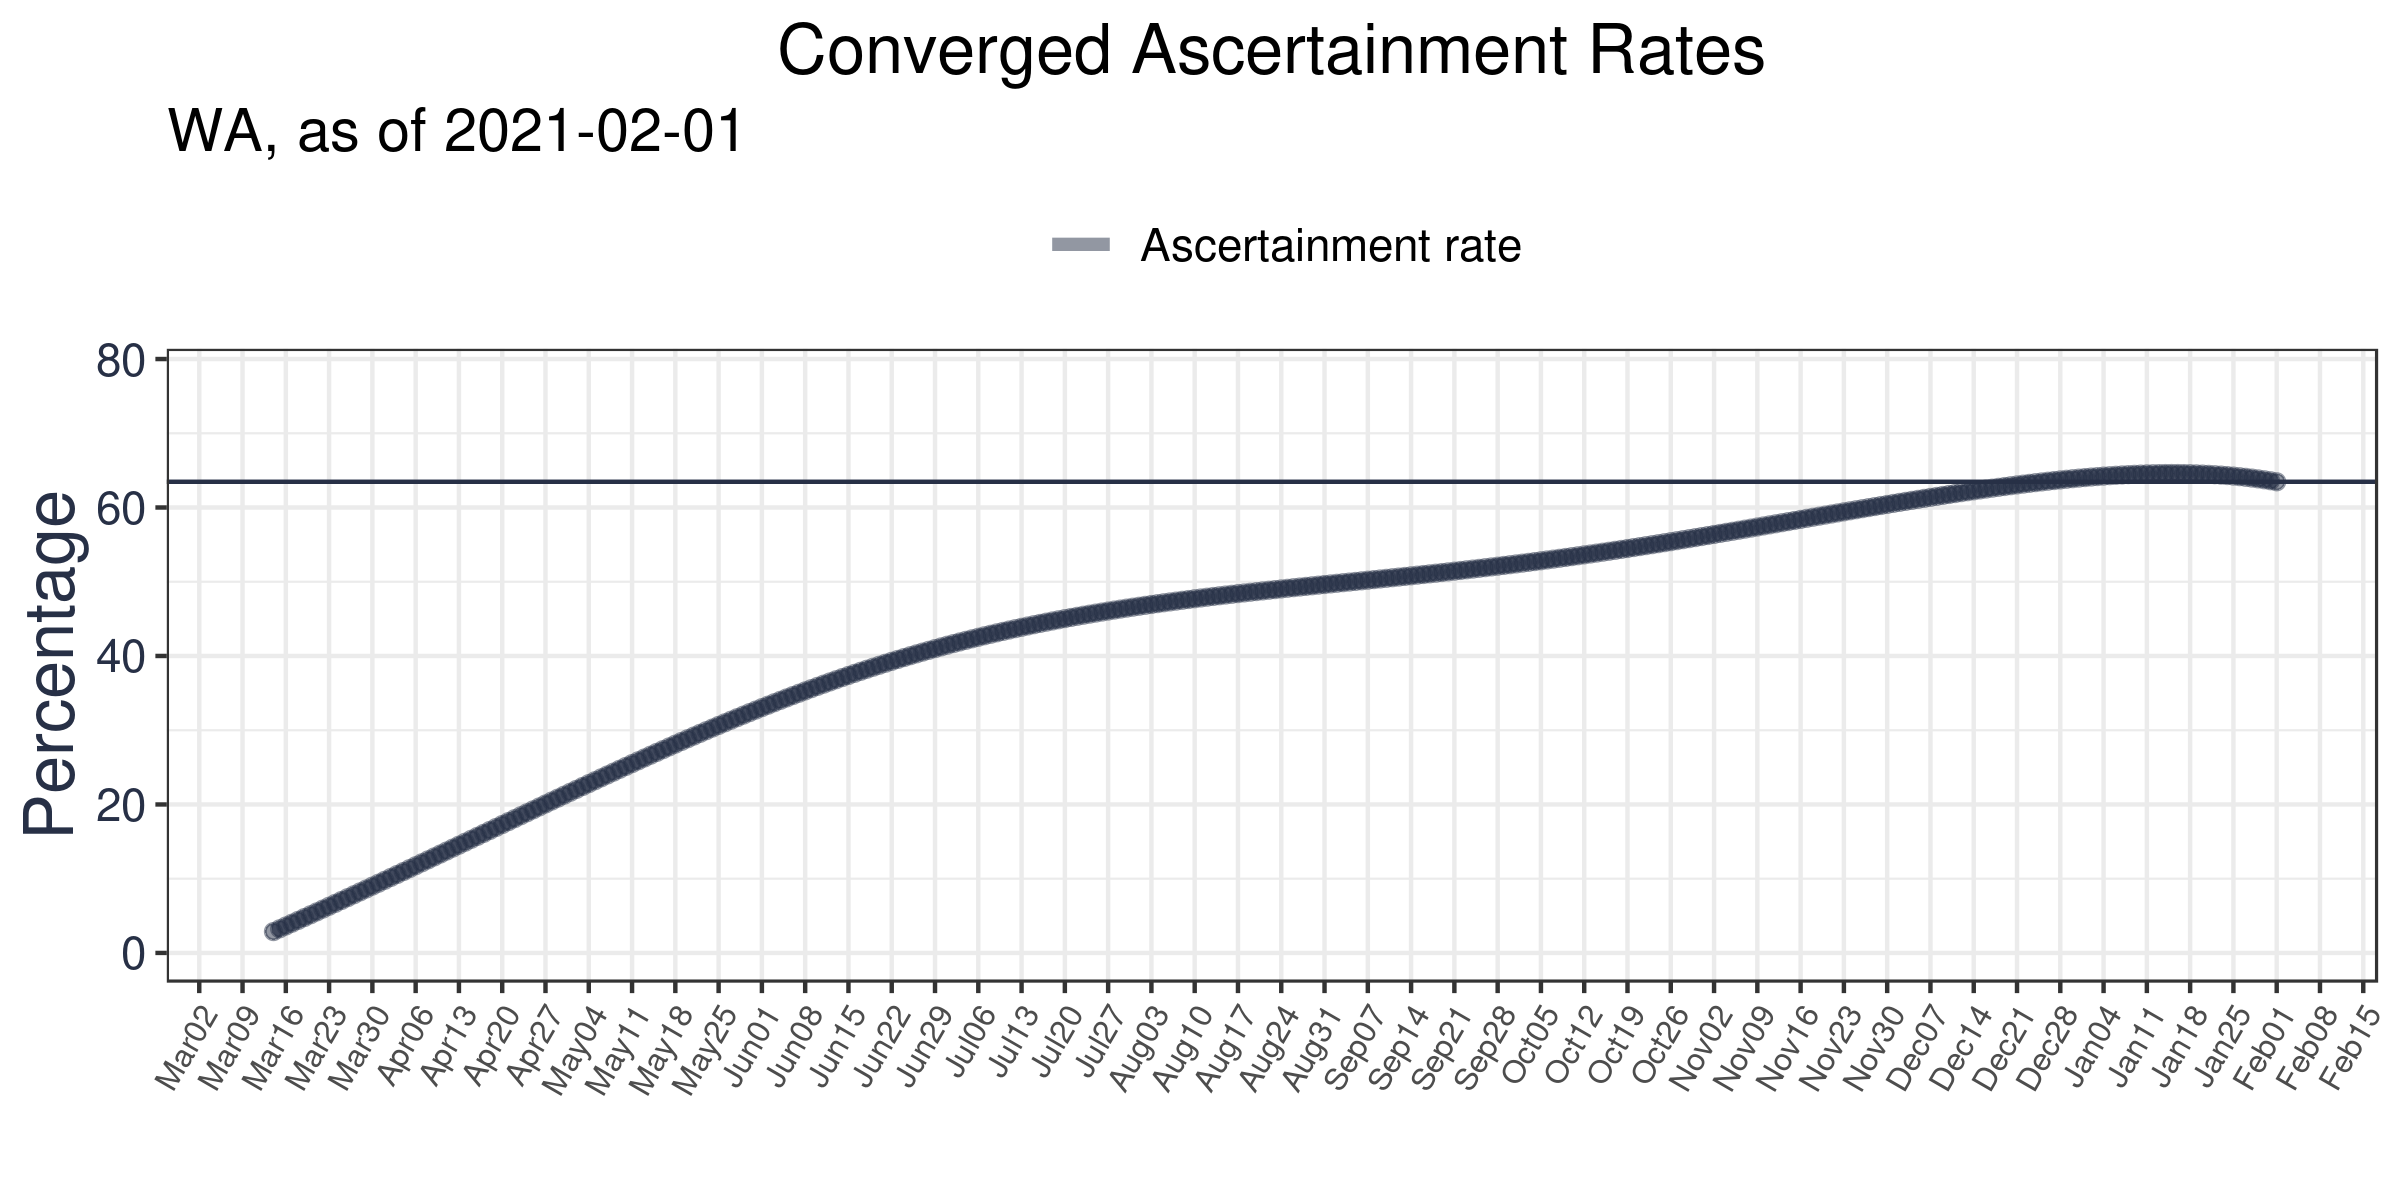 Converged Ascertainment Rates
WA, as of 2021-02-01
Ascertainment rate
Percentage
80
60
40
20
0
Mar02 Mar09 Mar16 Mar23 Mar30 Apr06 Apr13 Apr20 Apr27 May04 May11 May18 May25 Jun01 Jun08 Jun15 Jun22 Jun29 Jul06 Jul13 Jul20 Jul27 Aug03 Aug10 Aug17 Aug24 Aug31 Sep07 Sep14 Sep21 Sep28 Oct05 Oct12 Oct19 Oct26 Nov02 Nov09 Nov16 Nov23 Nov30 Dec07 Dec14 Dec21 Dec28 Jan04 Jan11 Jan18 Jan25 Feb01 Feb08 Feb15